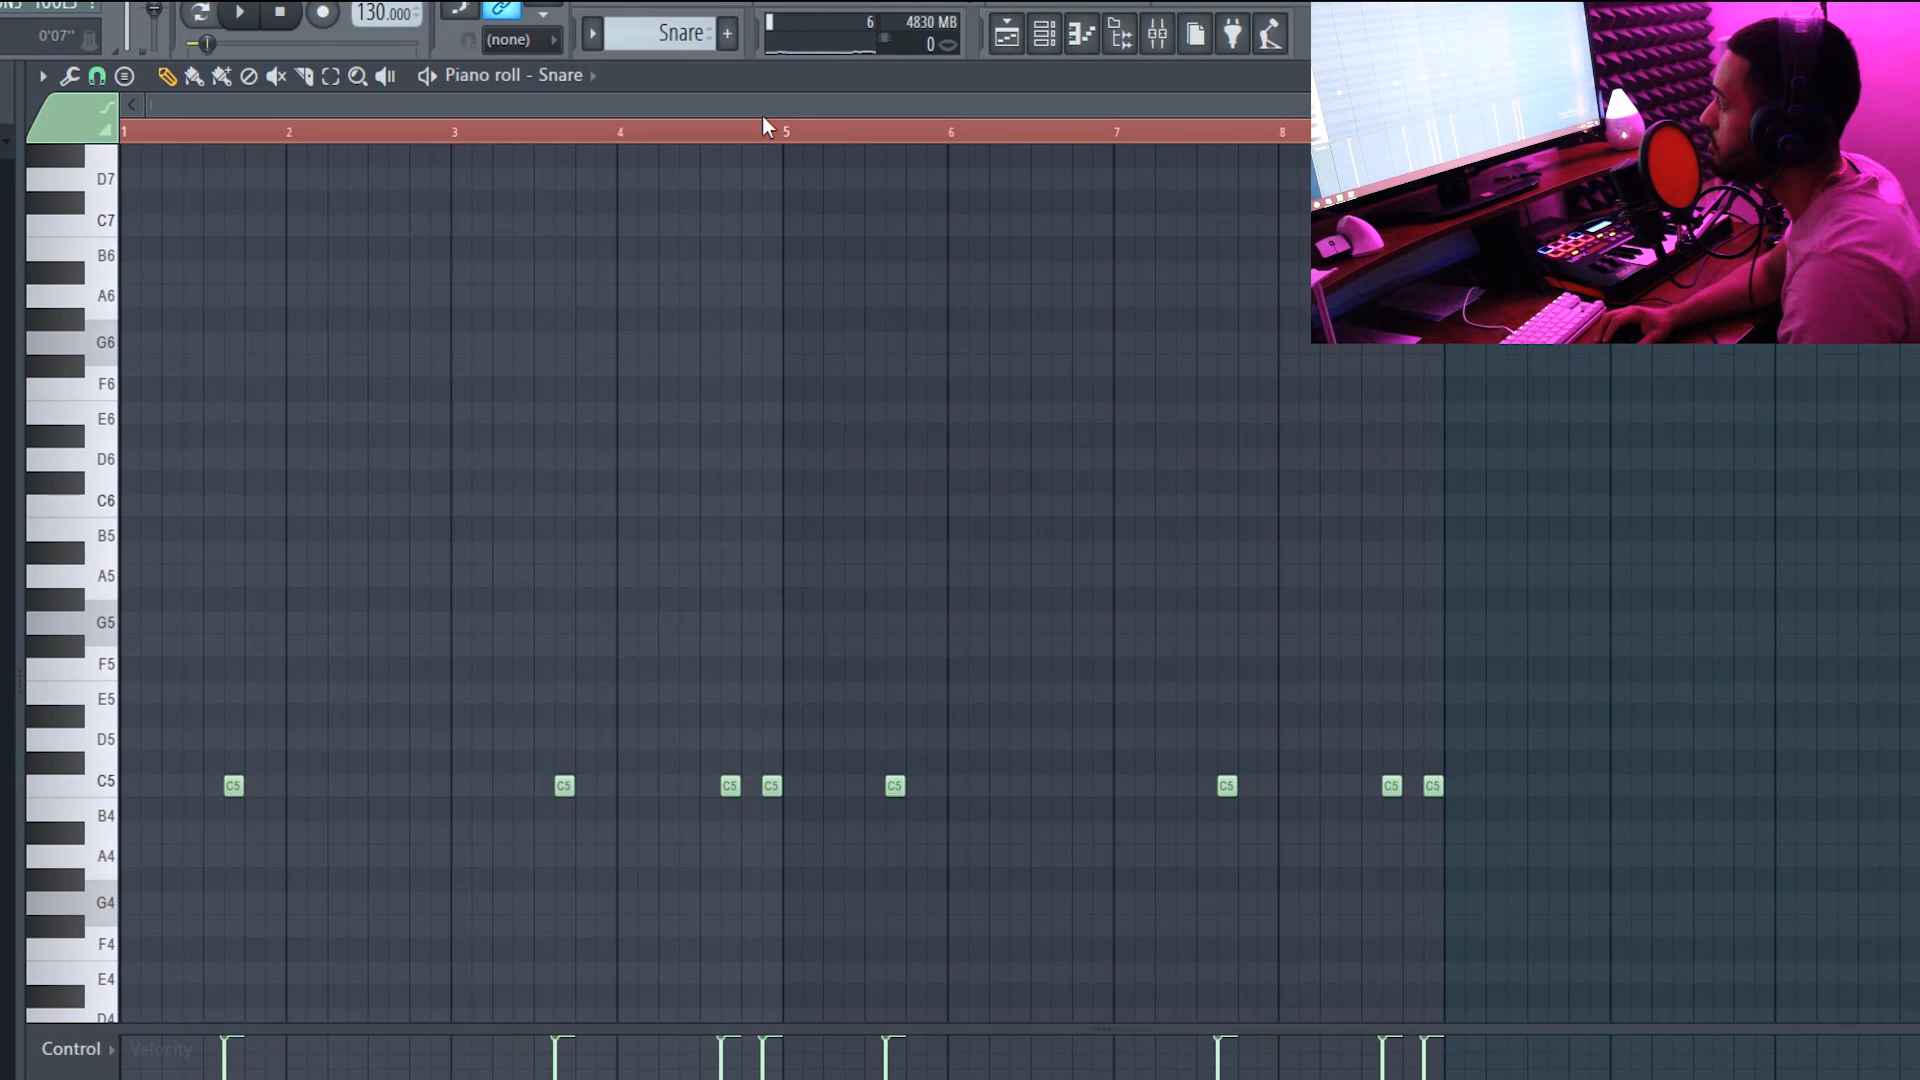 130.000
0'07"
(none)
Snare
6
4830 MB
0
Piano roll - Snare
1 2 3 4 5 6 7 8
D7
C7
B6
A6
G6
F6
E6
D6
C6
B5
A5
G5
F5
E5
D5
C5
C5 C5 C5 C5 C5 C5 C5 C5
B4
A4
G4
F4
E4
D4
Control Velocity